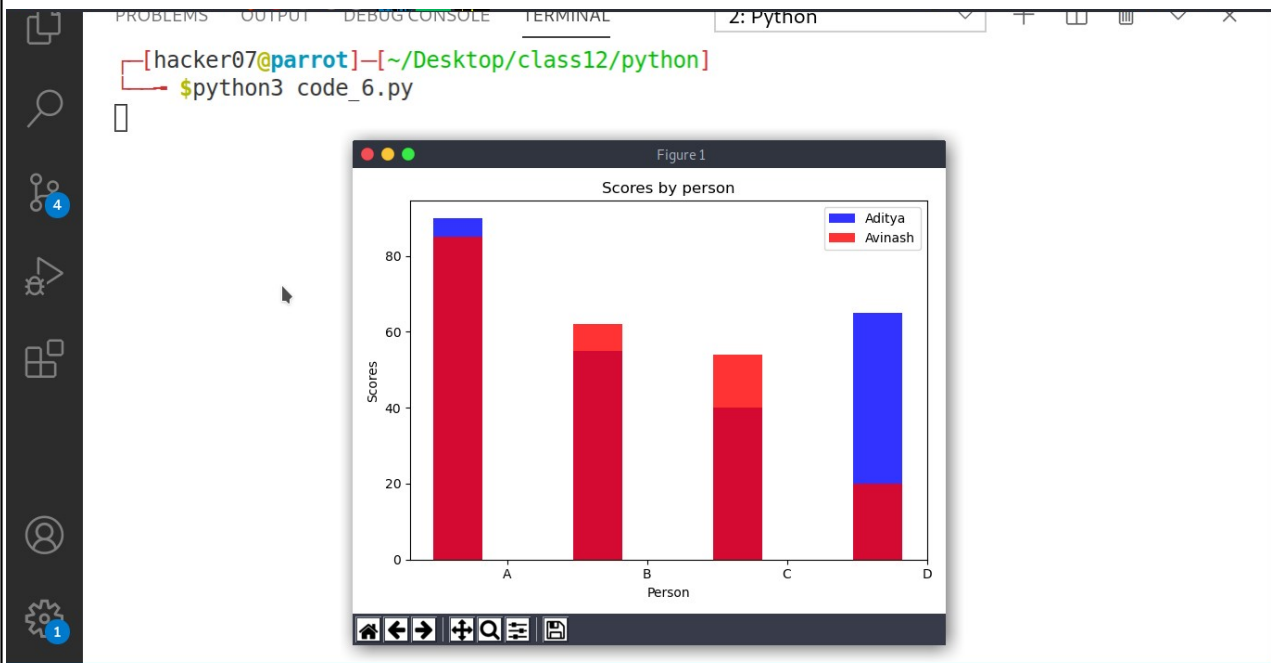 PROBLEMS OUTPUT DEBUG CONSOLE TERMINAL 2: Python
┌─[hacker07@parrot]─[~/Desktop/class12/python]
└──╼ $python3 code_6.py
4
1
Figure 1
Scores by person
Aditya
Avinash
80
60
40
20
0
Scores
A B C D
Person